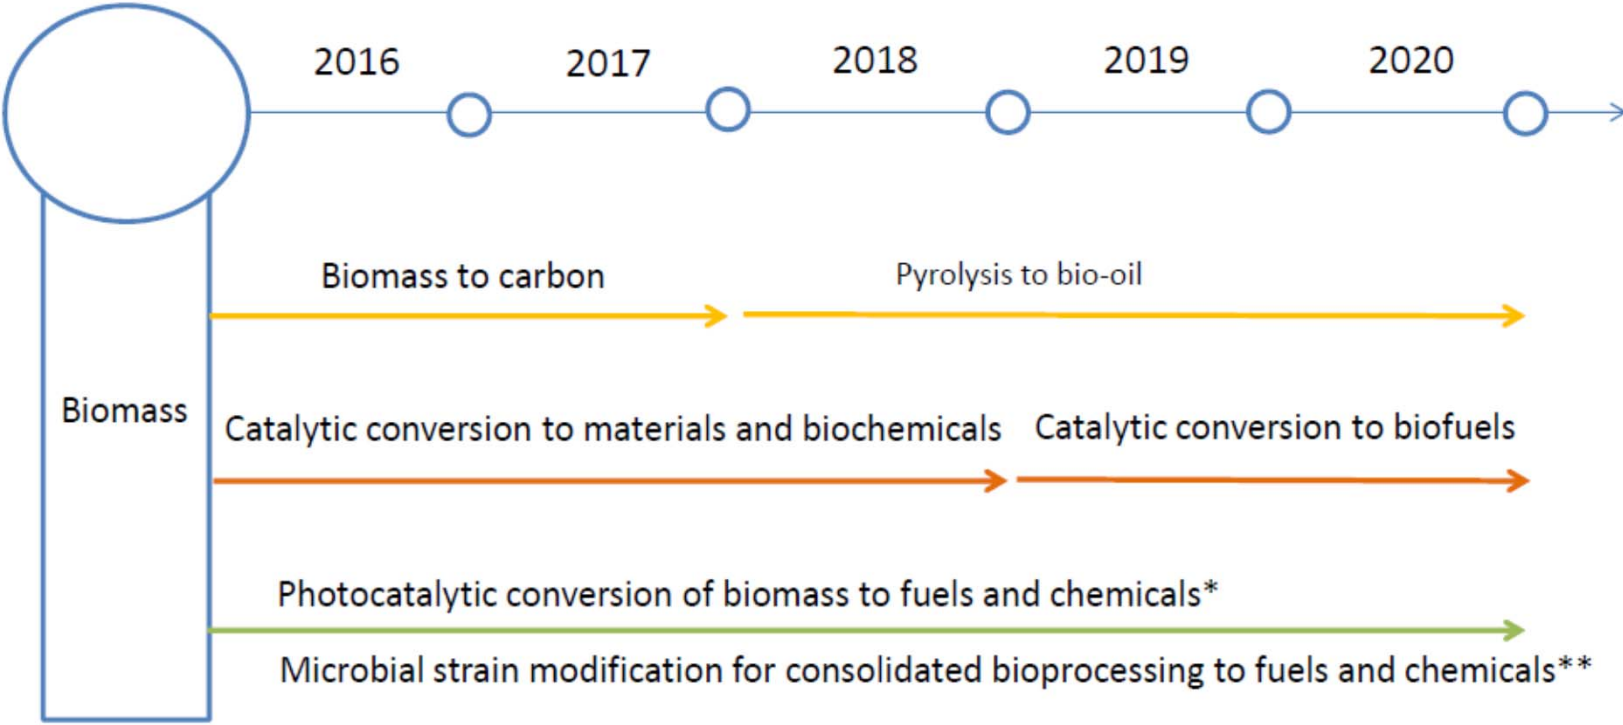 2016 2017 2018 2019 2020
Biomass to carbon Pyrolysis to bio-oil
Biomass
Catalytic conversion to materials and biochemicals Catalytic conversion to biofuels
Photocatalytic conversion of biomass to fuels and chemicals*
Microbial strain modification for consolidated bioprocessing to fuels and chemicals**